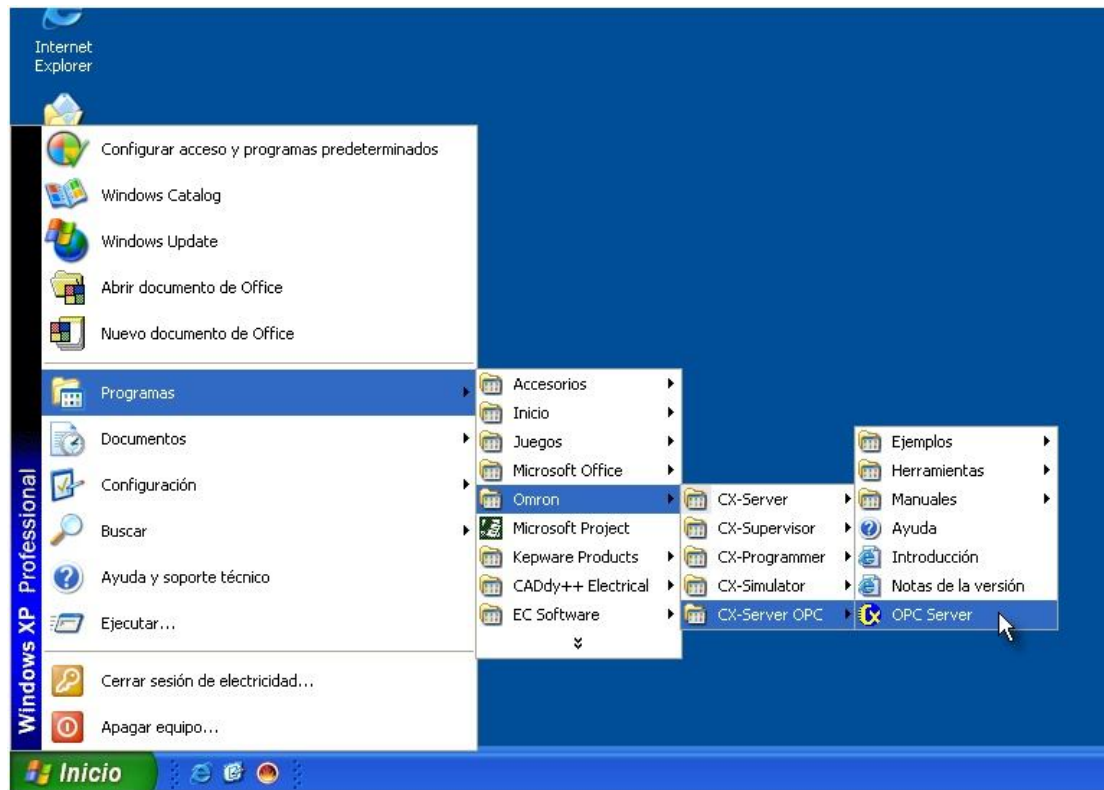 Internet
Explorer
Configurar acceso y programas predeterminados
Windows Catalog
Windows Update
Abrir documento de Office
Nuevo documento de Office
Programas
Documentos
Configuración
Buscar
Ayuda y soporte técnico
Ejecutar...
Cerrar sesión de electricidad...
Apagar equipo...
Windows XP Professional
Accesorios
Inicio
Juegos
Microsoft Office
Omron
Microsoft Project
Kepware Products
CADdy++ Electrical
EC Software
CX-Server
CX-Supervisor
CX-Programmer
CX-Simulator
CX-Server OPC
Ejemplos
Herramientas
Manuales
Ayuda
Introducción
Notas de la versión
OPC Server
Inicio